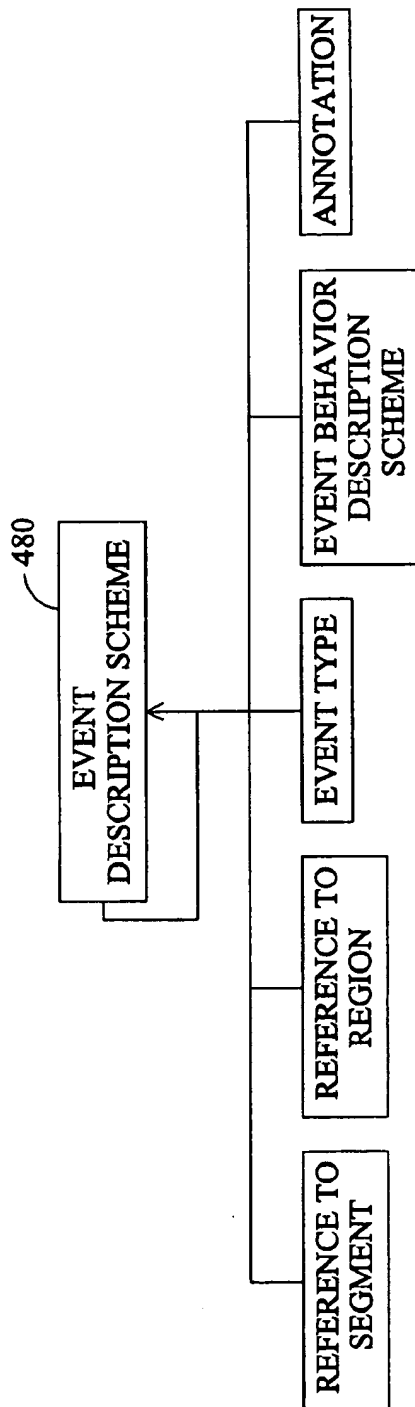 480
EVENT
DESCRIPTION SCHEME
REFERENCE TO
SEGMENT
REFERENCE TO
REGION
EVENT TYPE
EVENT BEHAVIOR
DESCRIPTION
SCHEME
ANNOTATION